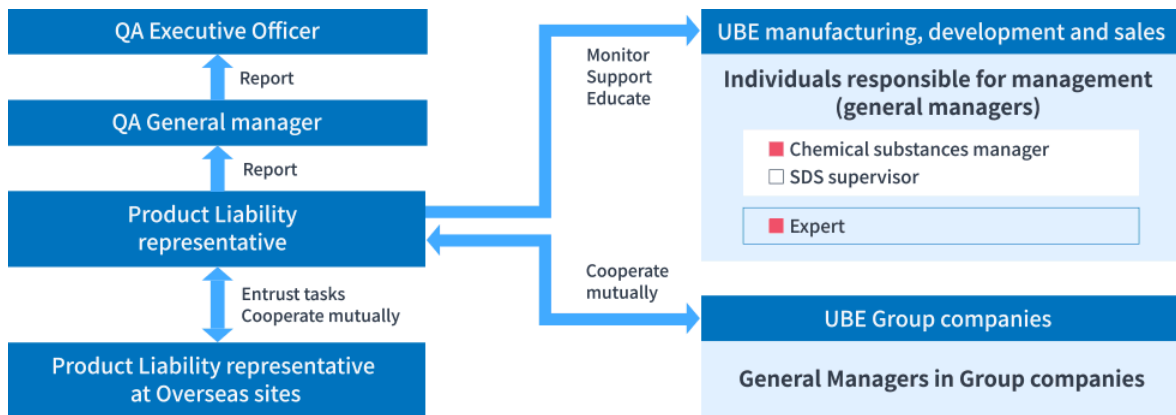 QA Executive Officer
Report
QA General manager
Report
Product Liability
representative
Entrust tasks
Cooperate mutually
Product Liability representative
at Overseas sites
Monitor
Support
Educate
Cooperate
mutually
UBE manufacturing, development and sales
Individuals responsible for management
(general managers)
Chemical substances manager
SDS supervisor
Expert
UBE Group companies
General Managers in Group companies